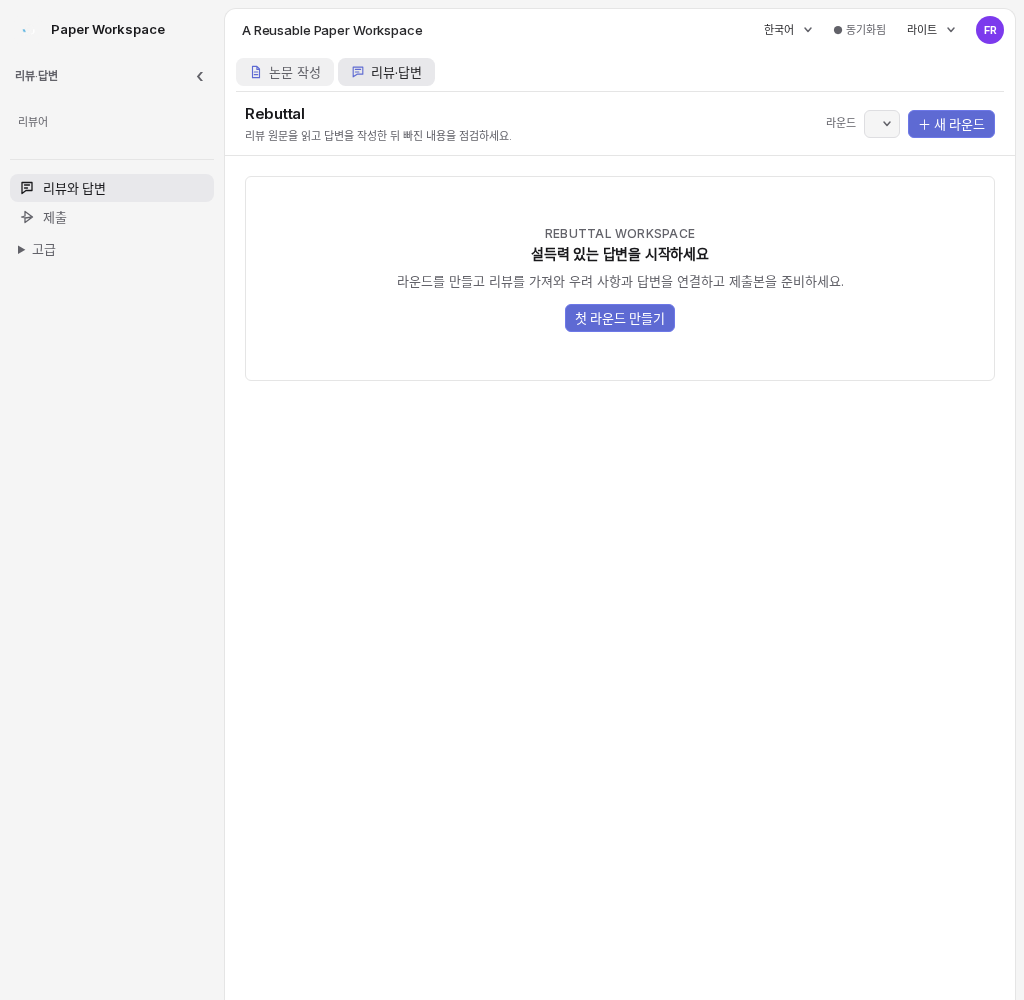 Paper Workspace
A Reusable Paper Workspace
한국어
동기화됨
라이트
FR
리뷰·답변
논문 작성
리뷰·답변
리뷰어
Rebuttal
리뷰 원문을 읽고 답변을 작성한 뒤 빠진 내용을 점검하세요.
라운드
+ 새 라운드
리뷰와 답변
제출
고급
REBUTTAL WORKSPACE
설득력 있는 답변을 시작하세요
라운드를 만들고 리뷰를 가져와 우려 사항과 답변을 연결하고 제출본을 준비하세요.
첫 라운드 만들기